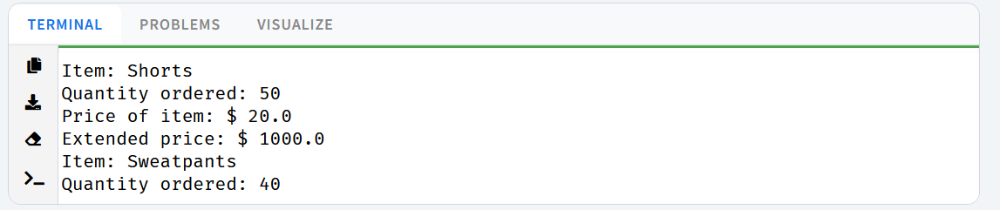 TERMINAL PROBLEMS VISUALIZE
Item: Shorts
Quantity ordered: 50
Price of item: $ 20.0
Extended price: $ 1000.0
Item: Sweatpants
Quantity ordered: 40